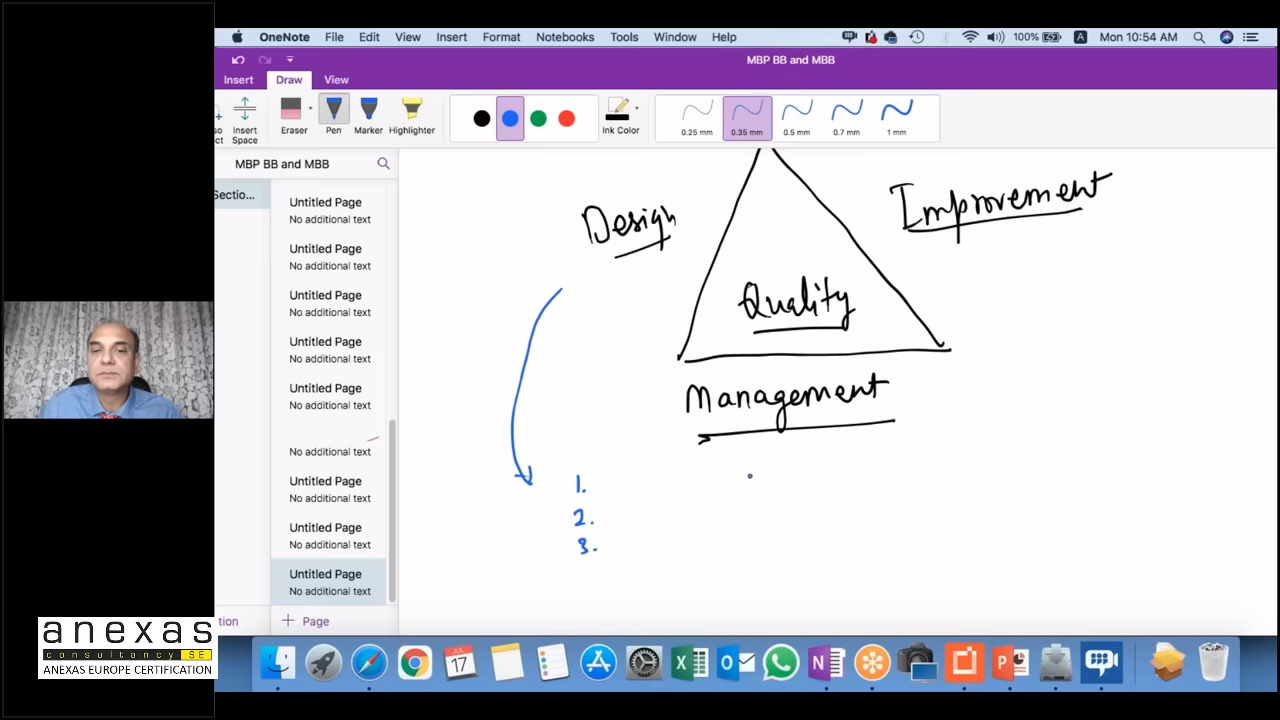 OneNote File Edit View Insert Format Notebooks Tools Window Help 100% A Mon 10:54 AM
MBP BB and MBB
Insert Draw View
Insert Space Eraser Pen Marker Highlighter Ink Color 0.25 mm 0.35 mm 0.5 mm 0.7 mm 1 mm
MBP BB and MBB
Sectio...
Untitled Page
No additional text
Untitled Page
No additional text
Untitled Page
No additional text
Untitled Page
No additional text
Untitled Page
No additional text
No additional text
Untitled Page
No additional text
Untitled Page
No additional text
Untitled Page
No additional text
tion + Page
Design
Improvement
Quality
Management
1.
2.
3.
anexas
consultancy SE
ANEXAS EUROPE CERTIFICATION
JUL
17